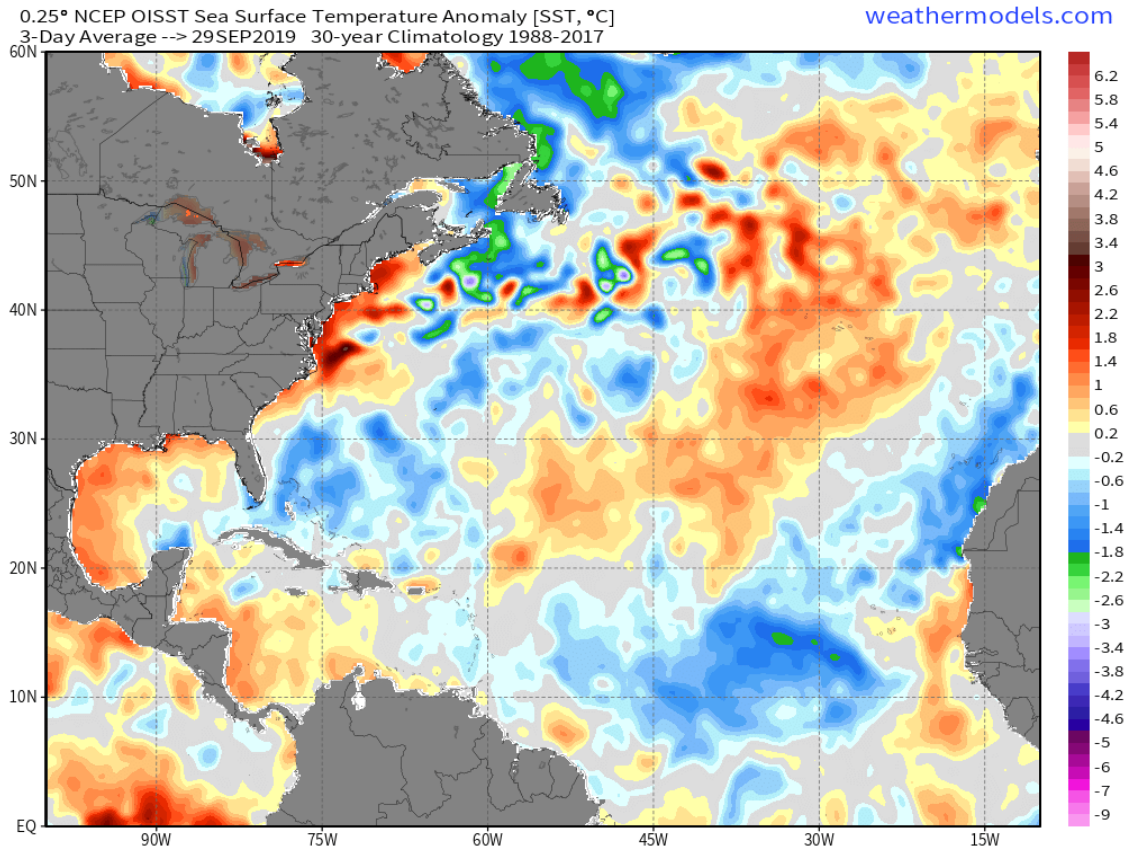 0.25° NCEP OISST Sea Surface Temperature Anomaly [SST, °C]
weathermodels.com
3-Day Average --> 29SEP2019 30-year Climatology 1988-2017
60N
50N
40N
30N
20N
10N
EQ
90W
75W
60W
45W
30W
15W
6.2
5.8
5.4
5
4.6
4.2
3.8
3.4
3
2.6
2.2
1.8
1.4
1
0.6
0.2
-0.2
-0.6
-1
-1.4
-1.8
-2.2
-2.6
-3
-3.4
-3.8
-4.2
-4.6
-5
-6
-7
-9